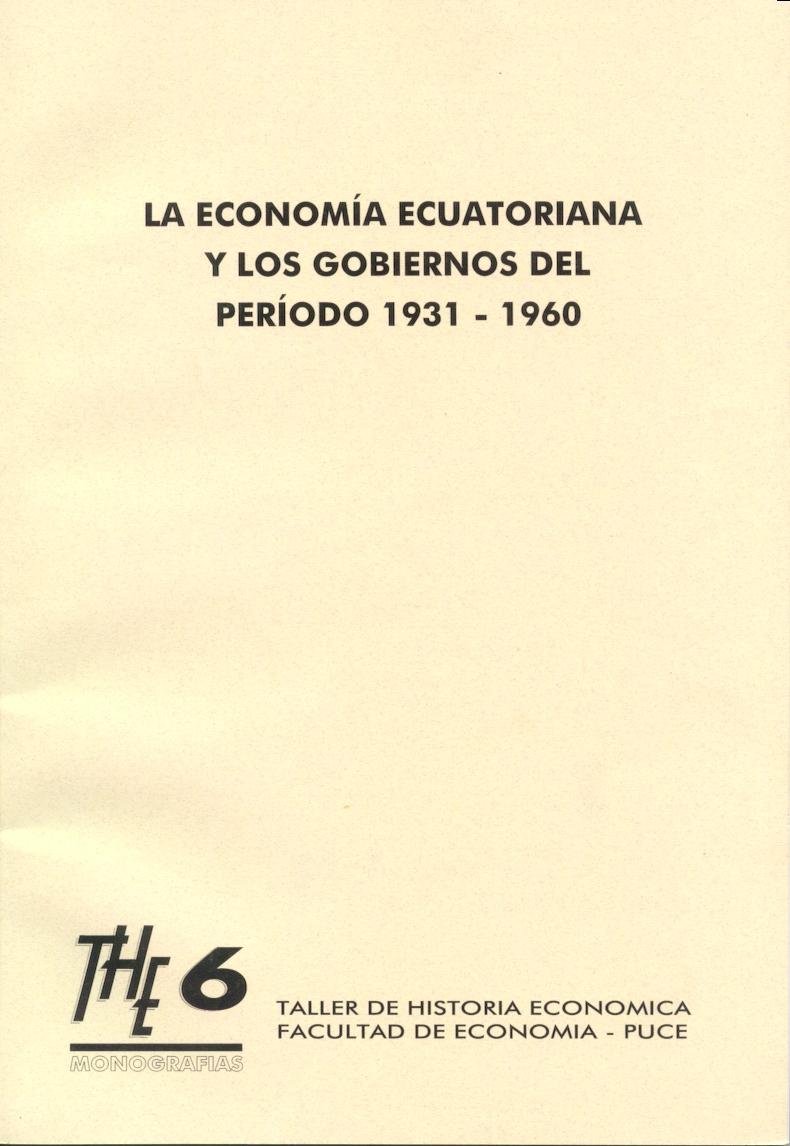 LA ECONOMÍA ECUATORIANA
Y LOS GOBIERNOS DEL
PERÍODO 1931 - 1960
THE 6
MONOGRAFIAS
TALLER DE HISTORIA ECONOMICA
FACULTAD DE ECONOMIA - PUCE